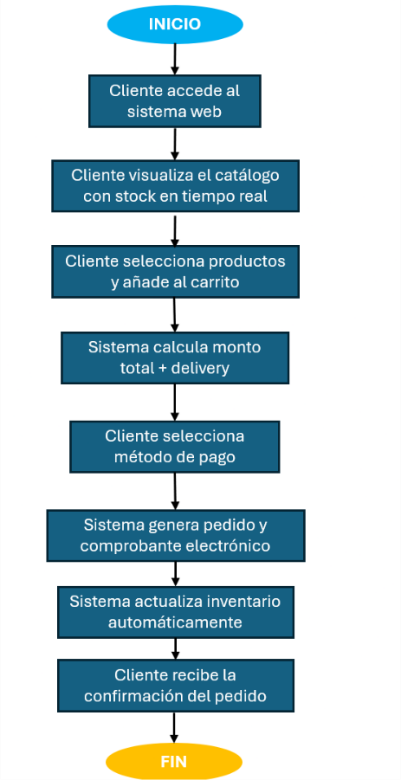 INICIO
Cliente accede al
sistema web
Cliente visualiza el catálogo
con stock en tiempo real
Cliente selecciona productos
y añade al carrito
Sistema calcula monto
total + delivery
Cliente selecciona
método de pago
Sistema genera pedido y
comprobante electrónico
Sistema actualiza inventario
automáticamente
Cliente recibe la
confirmación del pedido
FIN